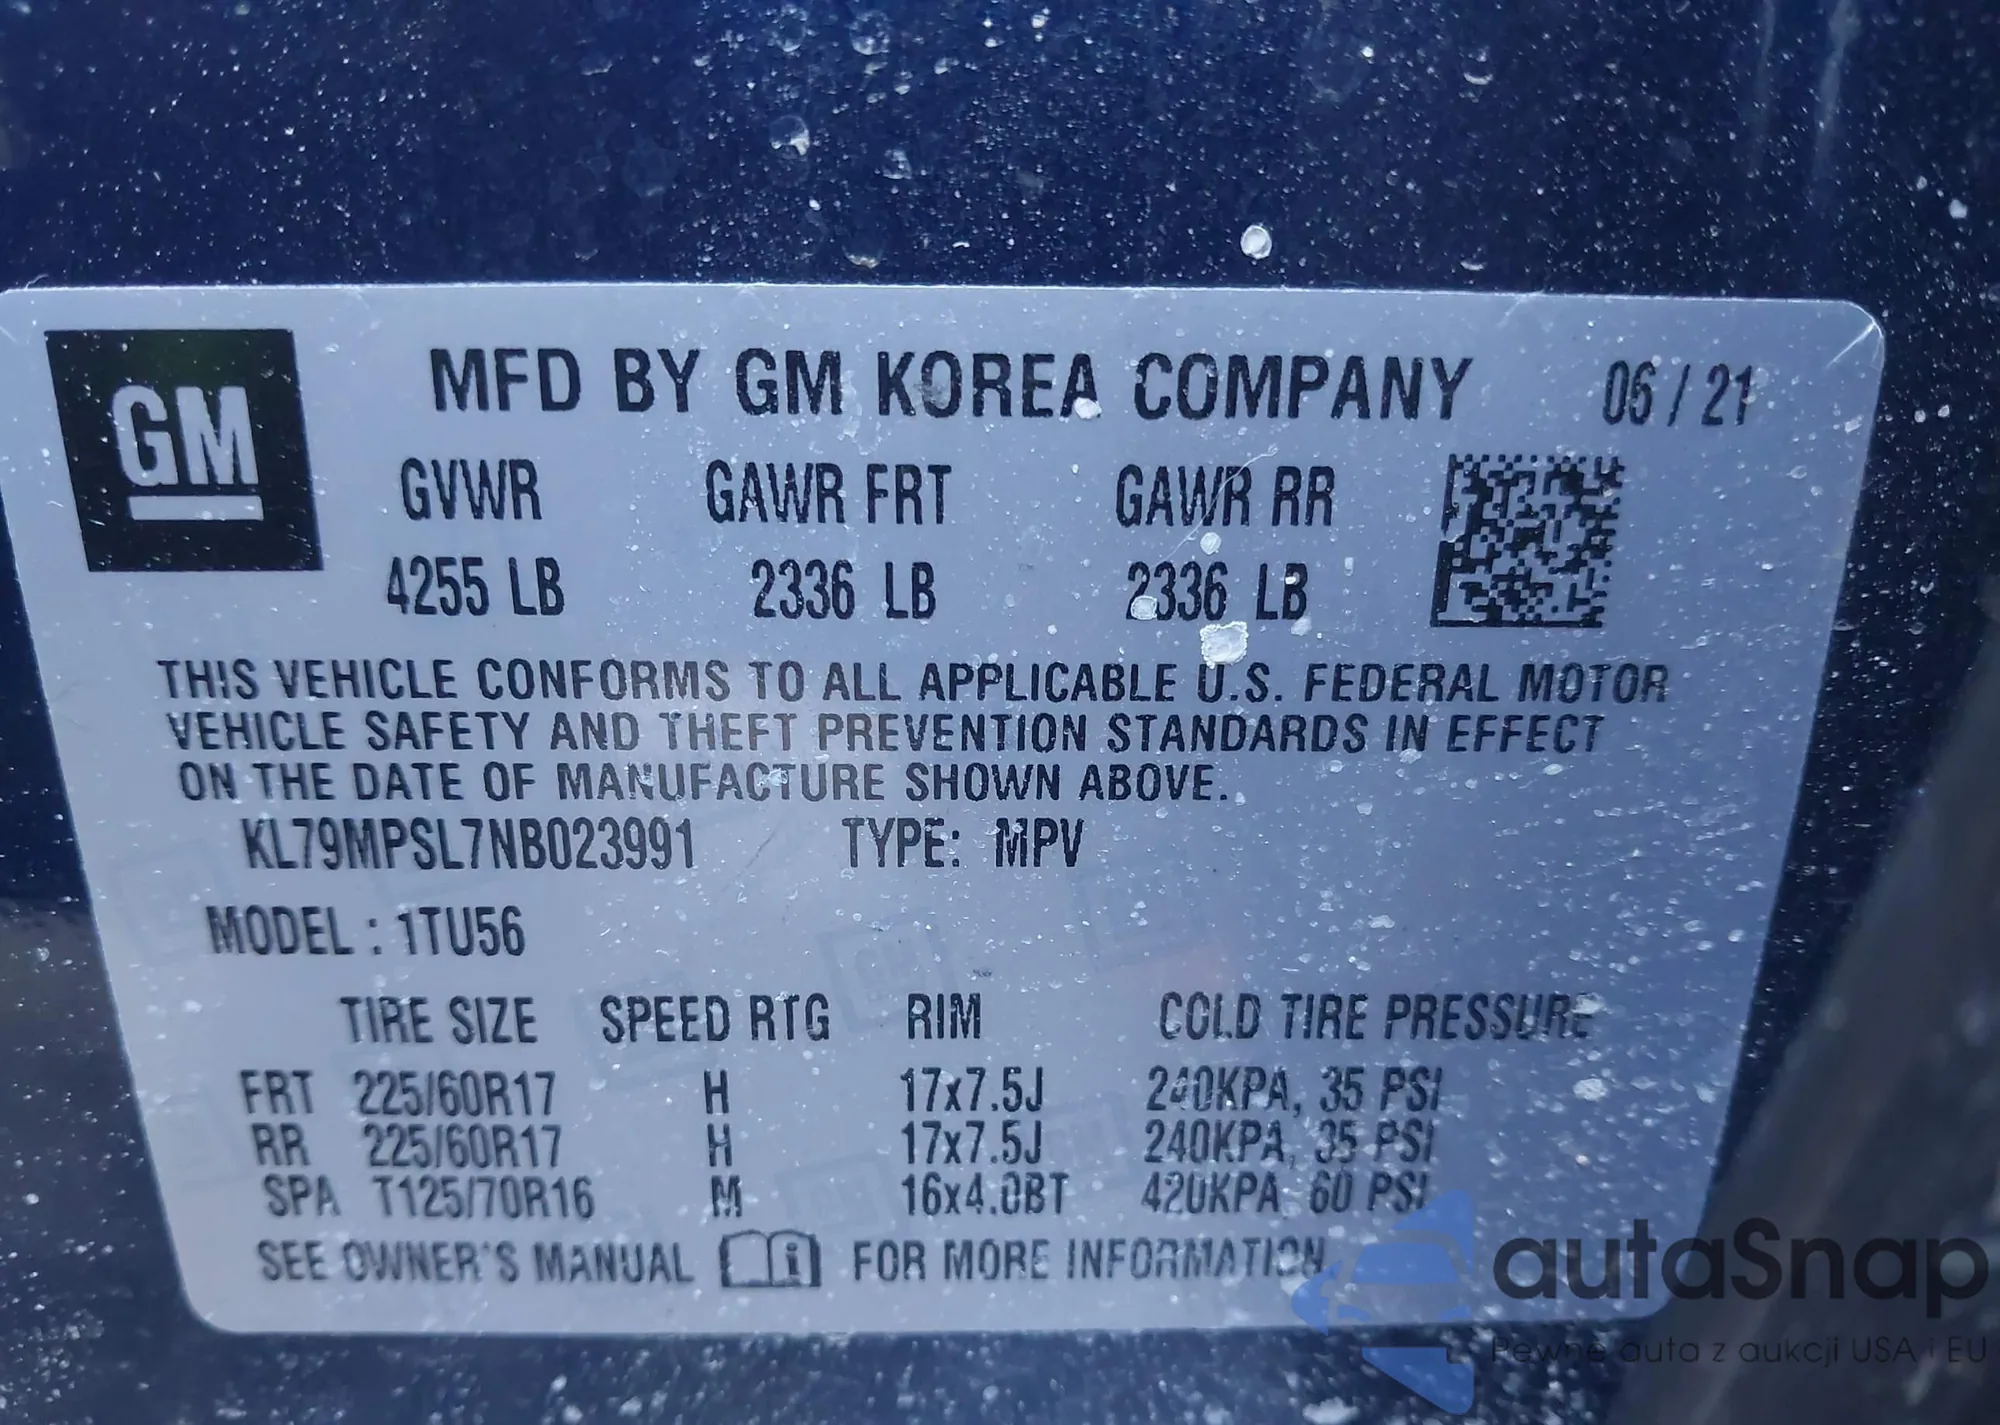 GM
MFD BY GM KOREA COMPANY 06/21
GVWR GAWR FRT GAWR RR
4255 LB 2336 LB 2336 LB
THIS VEHICLE CONFORMS TO ALL APPLICABLE U.S. FEDERAL MOTOR
VEHICLE SAFETY AND THEFT PREVENTION STANDARDS IN EFFECT
ON THE DATE OF MANUFACTURE SHOWN ABOVE.
KL79MPSL7NB023991 TYPE: MPV
MODEL : 1TU56
TIRE SIZE SPEED RTG RIM COLD TIRE PRESSURE
FRT 225/60R17 H 17x7.5J 240KPA, 35 PSI
RR 225/60R17 H 17x7.5J 240KPA, 35 PSI
SPA T125/70R16 M 16x4.0BT 420KPA, 60 PSI
SEE OWNER'S MANUAL i FOR MORE INFORMATION
autaSnap
Pewne auta z aukcji USA i EU